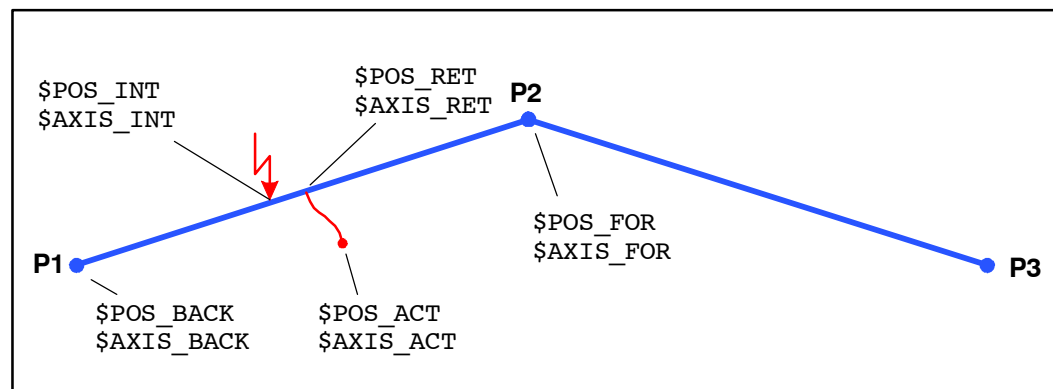 $POS_INT
$AXIS_INT
$POS_RET
$AXIS_RET
P2
$POS_FOR
$AXIS_FOR
P1
P3
$POS_BACK
$AXIS_BACK
$POS_ACT
$AXIS_ACT